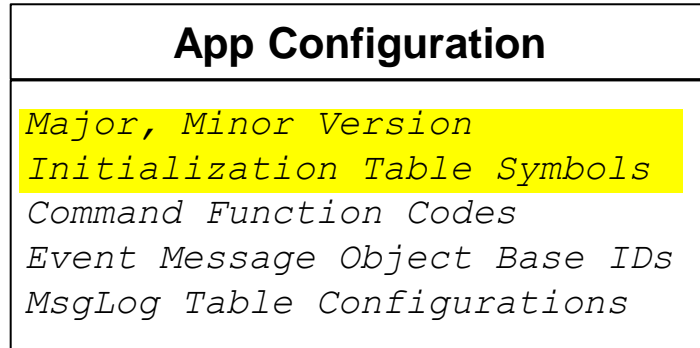 App Configuration
Major, Minor Version
Initialization Table Symbols
Command Function Codes
Event Message Object Base IDs
MsgLog Table Configurations